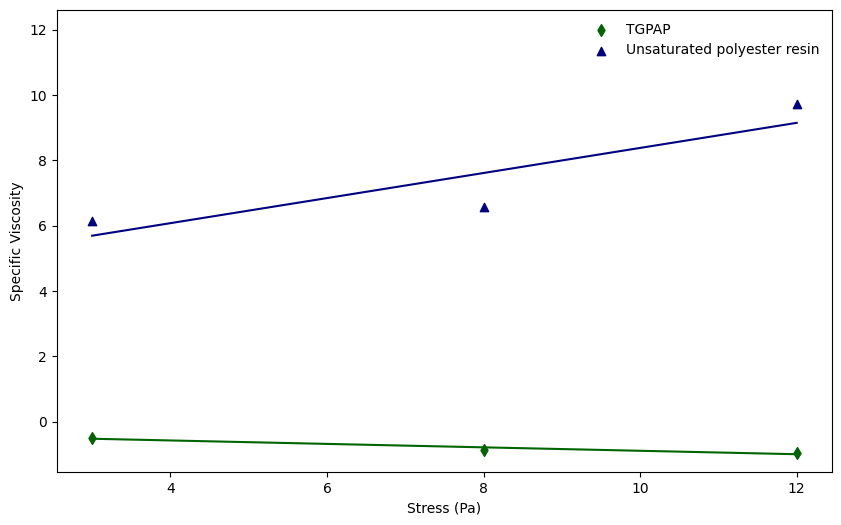 TGPAP
Unsaturated polyester resin
12
10
8
6
4
2
0
Specific Viscosity
4 6 8 10 12
Stress (Pa)